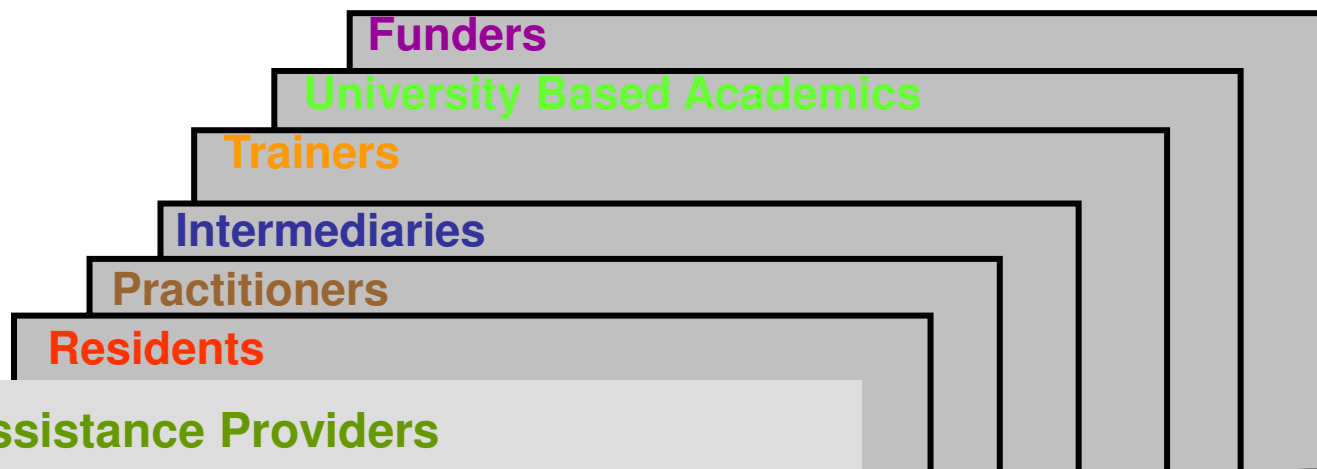 Funders
University Based Academics
Trainers
Intermediaries
Practitioners
Residents
ssistance Providers